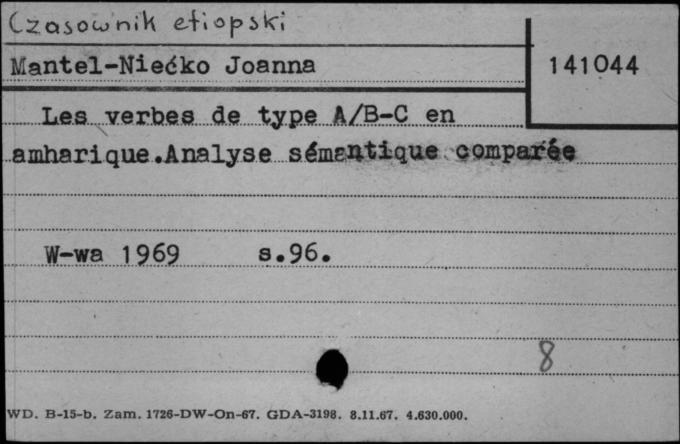 Czasownik etiopski
Mantel-Niećko Joanna
141044
Les verbes de type A/B-C en
amharique.Analyse sémantique comparée
W-wa 1969 s.96.
8
WD. B-15-b. Zam. 1726-DW-On-67. GDA-3198. 8.11.67. 4.630.000.